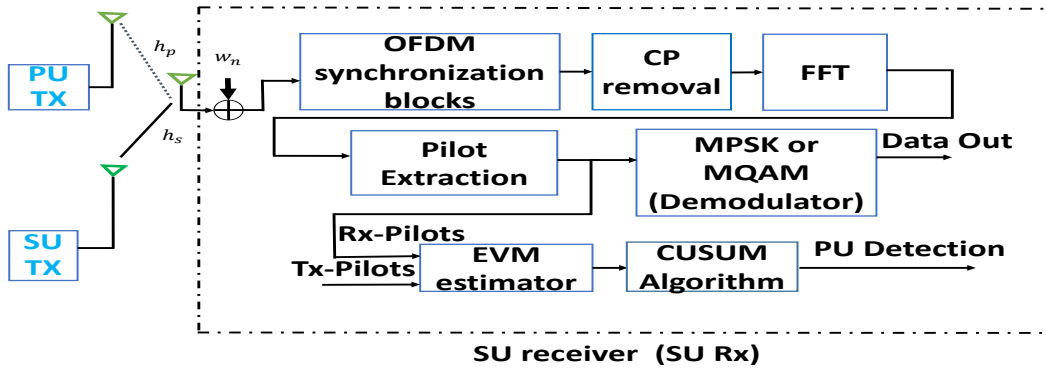 PU
TX
h_p
h_s
SU
TX
w_n
OFDM
synchronization
blocks
CP
removal
FFT
Pilot
Extraction
MPSK or
MQAM
(Demodulator)
Data Out
Rx-Pilots
Tx-Pilots
EVM
estimator
CUSUM
Algorithm
PU Detection
SU receiver (SU Rx)